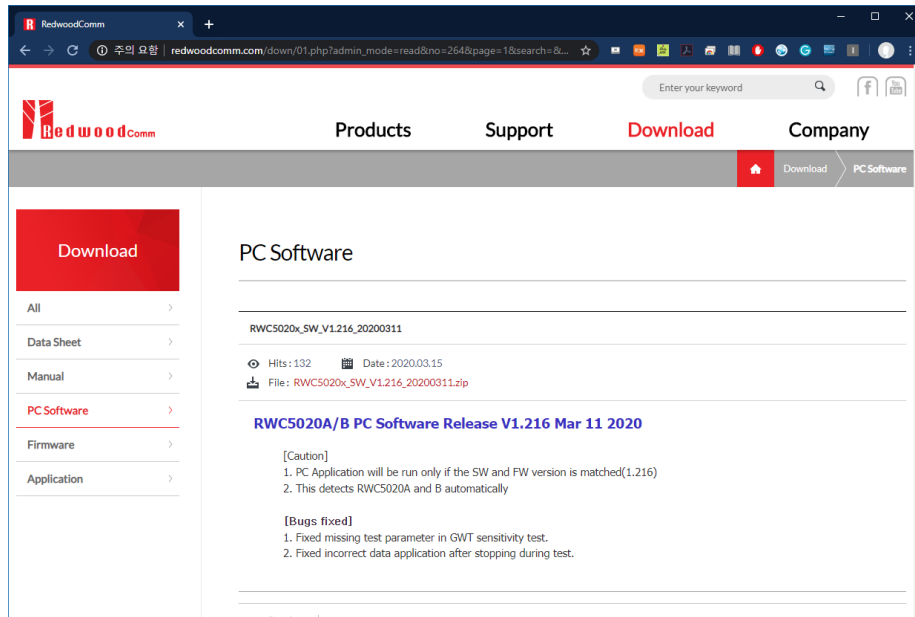 RedwoodComm
주의 요함 redwoodcomm.com/down/01.php?admin_mode=read&no=264&page=1&search=&...
Enter your keyword
RedwoodComm
Products Support Download Company
Download PC Software
Download
All
Data Sheet
Manual
PC Software
Firmware
Application
PC Software
RWC5020x_SW_V1.216_20200311
Hits : 132 Date : 2020.03.15
File : RWC5020x_SW_V1.216_20200311.zip
RWC5020A/B PC Software Release V1.216 Mar 11 2020
[Caution]
1. PC Application will be run only if the SW and FW version is matched(1.216)
2. This detects RWC5020A and B automatically
[Bugs fixed]
1. Fixed missing test parameter in GWT sensitivity test.
2. Fixed incorrect data application after stopping during test.